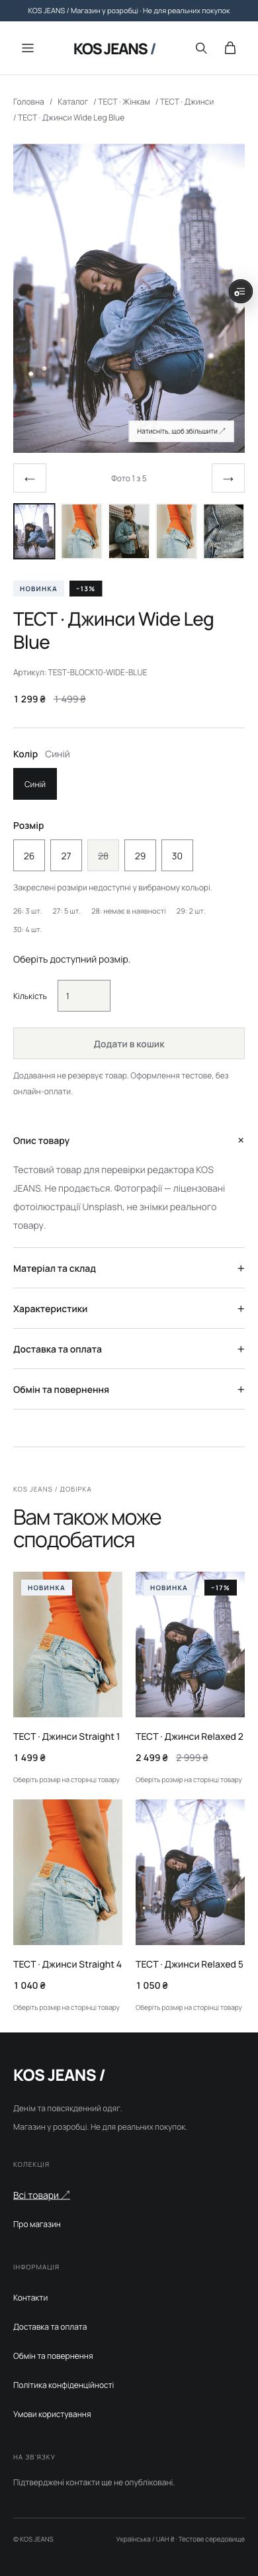 KOS JEANS / Магазин у розробці · Не для реальних покупок
KOS JEANS /
Головна / Каталог / ТЕСТ · Жінкам / ТЕСТ · Джинси
/ ТЕСТ · Джинси Wide Leg Blue
Натисніть, щоб збільшити ↗
← Фото 1 з 5 →
НОВИНКА −13%
ТЕСТ · Джинси Wide Leg
Blue
Артикул: TEST-BLOCK10-WIDE-BLUE
1 299 ₴ 1 499 ₴
Колір Синій
Синій
Розмір
26 27 28 29 30
Закреслені розміри недоступні у вибраному кольорі.
26: 3 шт. 27: 5 шт. 28: немає в наявності 29: 2 шт.
30: 4 шт.
Оберіть доступний розмір.
Кількість 1
Додати в кошик
Додавання не резервує товар. Оформлення тестове, без
онлайн-оплати.
Опис товару ×
Тестовий товар для перевірки редактора KOS
JEANS. Не продається. Фотографії — ліцензовані
фотоілюстрації Unsplash, не знімки реального
товару.
Матеріал та склад +
Характеристики +
Доставка та оплата +
Обмін та повернення +
KOS JEANS / ДОБІРКА
Вам також може
сподобатися
НОВИНКА
НОВИНКА −17%
ТЕСТ · Джинси Straight 1
1 499 ₴
Оберіть розмір на сторінці товару
ТЕСТ · Джинси Relaxed 2
2 499 ₴ 2 999 ₴
Оберіть розмір на сторінці товару
ТЕСТ · Джинси Straight 4
1 040 ₴
Оберіть розмір на сторінці товару
ТЕСТ · Джинси Relaxed 5
1 050 ₴
Оберіть розмір на сторінці товару
KOS JEANS /
Денім та повсякденний одяг.
Магазин у розробці. Не для реальних покупок.
КОЛЕКЦІЯ
Всі товари ↗
Про магазин
ІНФОРМАЦІЯ
Контакти
Доставка та оплата
Обмін та повернення
Політика конфіденційності
Умови користування
НА ЗВ'ЯЗКУ
Підтверджені контакти ще не опубліковані.
© KOS JEANS Українська / UAH ₴ · Тестове середовище